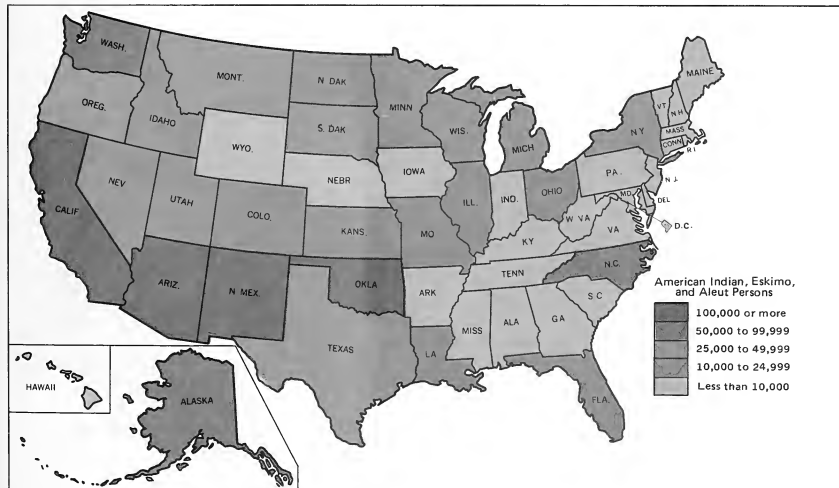 WASH.
MONT.
N DAK
MINN
MAINE
VT
N H
OREG.
IDAHO
S. DAK
WIS.
MICH
N Y
MASS
CONN
R I
WYO.
IOWA
PA.
N J.
NEBR
NEV
UTAH
COLO.
ILL.
IND.
OHIO
MD
DEL
CALIF
KANS.
MO
W VA
VA
D.C.
KY
ARIZ.
N MEX.
OKLA
ARK
TENN
N.C.
S C
TEXAS
LA
MISS
ALA
GA
FLA.
HAWAII
ALASKA
American Indian, Eskimo,
and Aleut Persons
100,000 or more
50,000 to 99,999
25,000 to 49,999
10,000 to 24,999
Less than 10,000